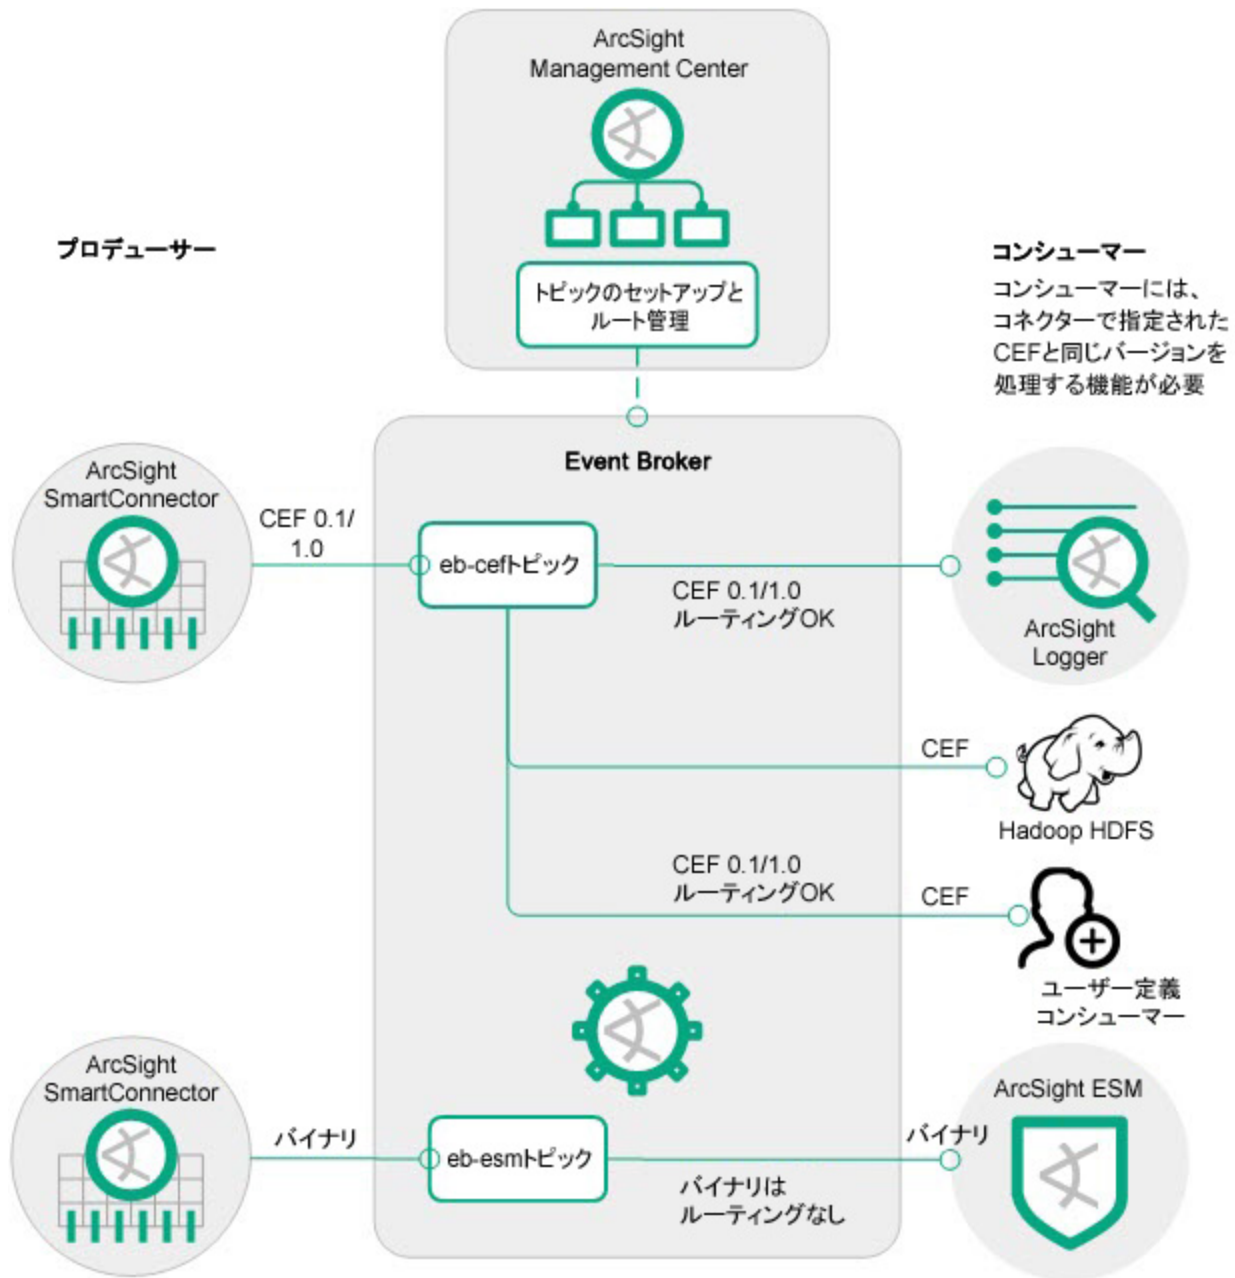 ArcSight
Management Center
トピックのセットアップと
ルート管理
プロデューサー
コンシューマー
コンシューマーには、
コネクターで指定された
CEFと同じバージョンを
処理する機能が必要
Event Broker
ArcSight
SmartConnector
CEF 0.1/
1.0
eb-cefトピック
CEF 0.1/1.0
ルーティングOK
ArcSight
Logger
CEF
Hadoop HDFS
CEF 0.1/1.0
ルーティングOK
CEF
ユーザー定義
コンシューマー
ArcSight
SmartConnector
バイナリ
eb-esmトピック
バイナリは
ルーティングなし
バイナリ
ArcSight ESM